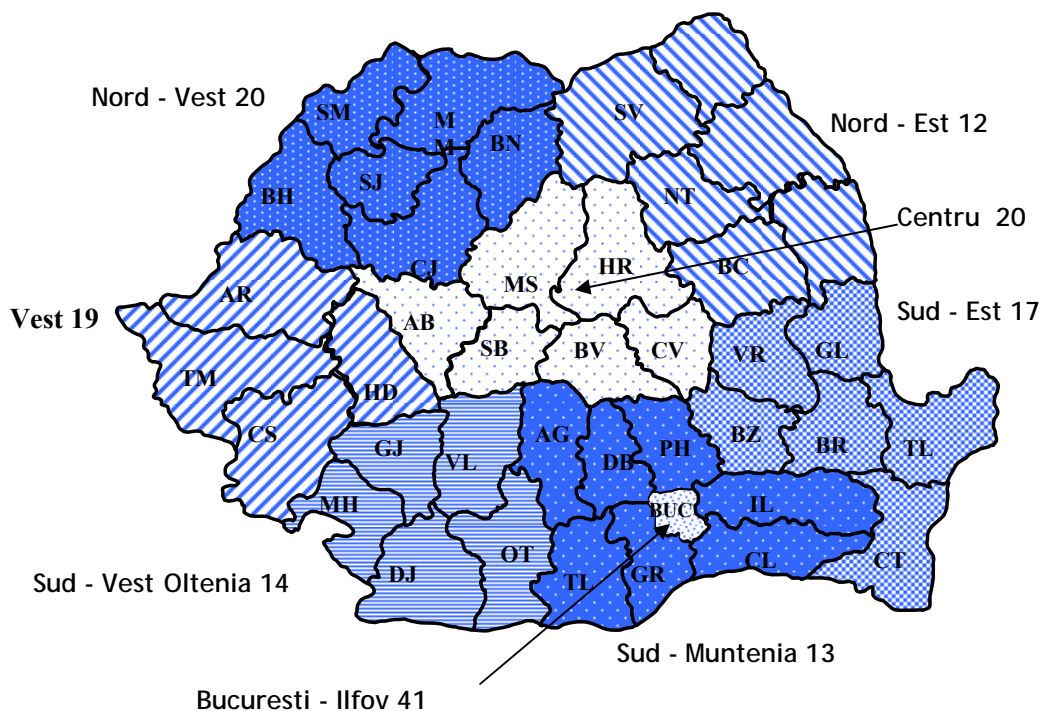 Nord - Vest 20
SM
M
M
BN
SV
Nord - Est 12
BH
SJ
NT
Centru 20
CJ
MS
HR
BC
AR
Vest 19
AB
SB
BV
CV
VR
GL
Sud - Est 17
TM
HD
CS
GJ
VL
AG
DB
PH
BZ
BR
TL
MH
BUC
IL
OT
DJ
TL
GR
CL
CT
Sud - Vest Oltenia 14
Sud - Muntenia 13
Bucuresti - Ilfov 41